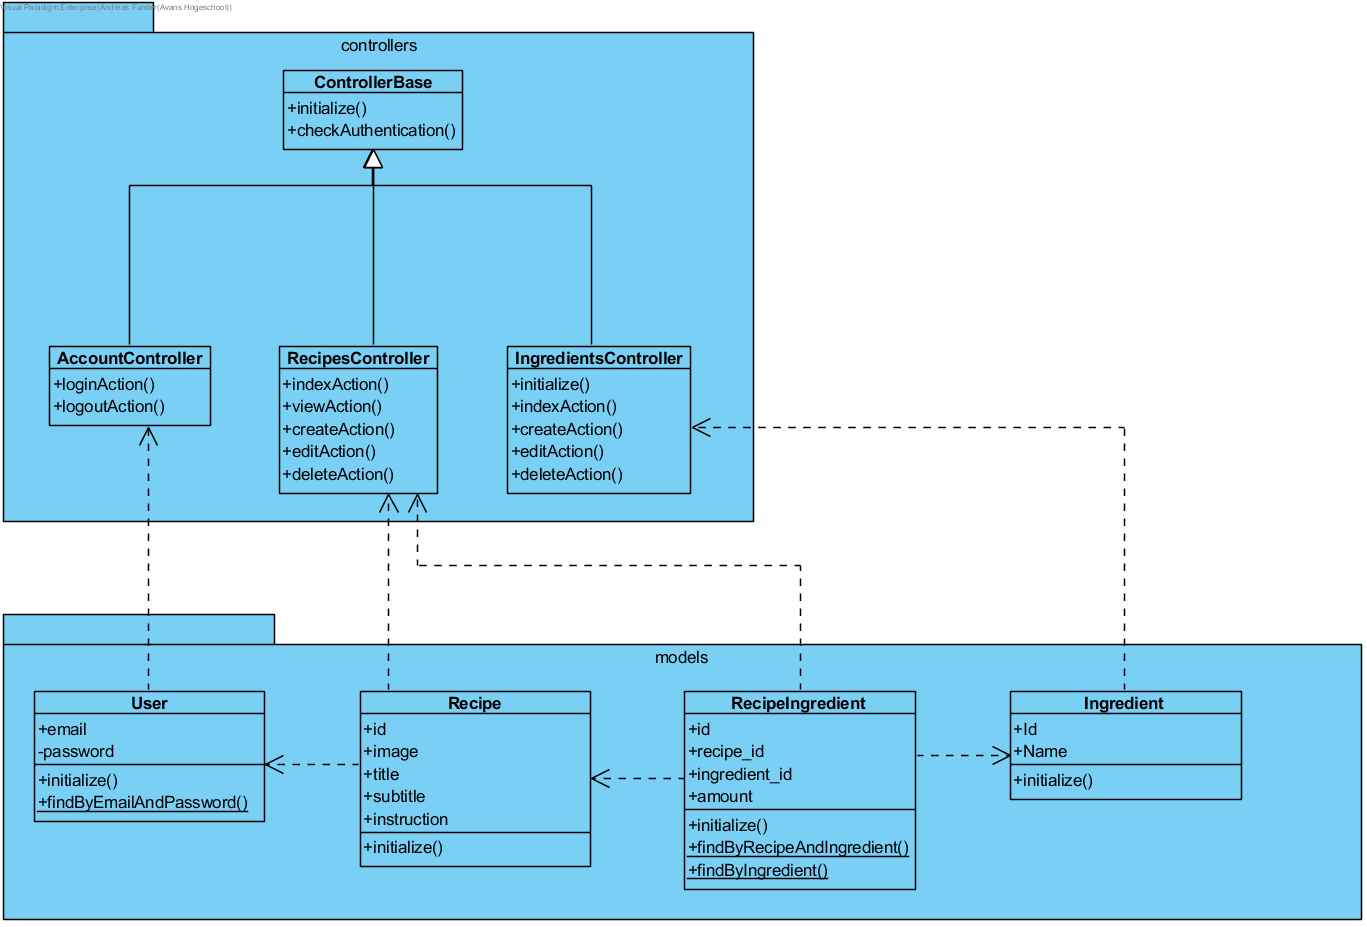 Visual Paradigm Enterprise(Andreas Furster(Avans Hogeschool))
controllers
ControllerBase
+initialize()
+checkAuthentication()
AccountController
+loginAction()
+logoutAction()
RecipesController
+indexAction()
+viewAction()
+createAction()
+editAction()
+deleteAction()
IngredientsController
+initialize()
+indexAction()
+createAction()
+editAction()
+deleteAction()
models
User
+email
-password
+initialize()
+findByEmailAndPassword()
Recipe
+id
+image
+title
+subtitle
+instruction
+initialize()
RecipeIngredient
+id
+recipe_id
+ingredient_id
+amount
+initialize()
+findByRecipeAndIngredient()
+findByIngredient()
Ingredient
+Id
+Name
+initialize()